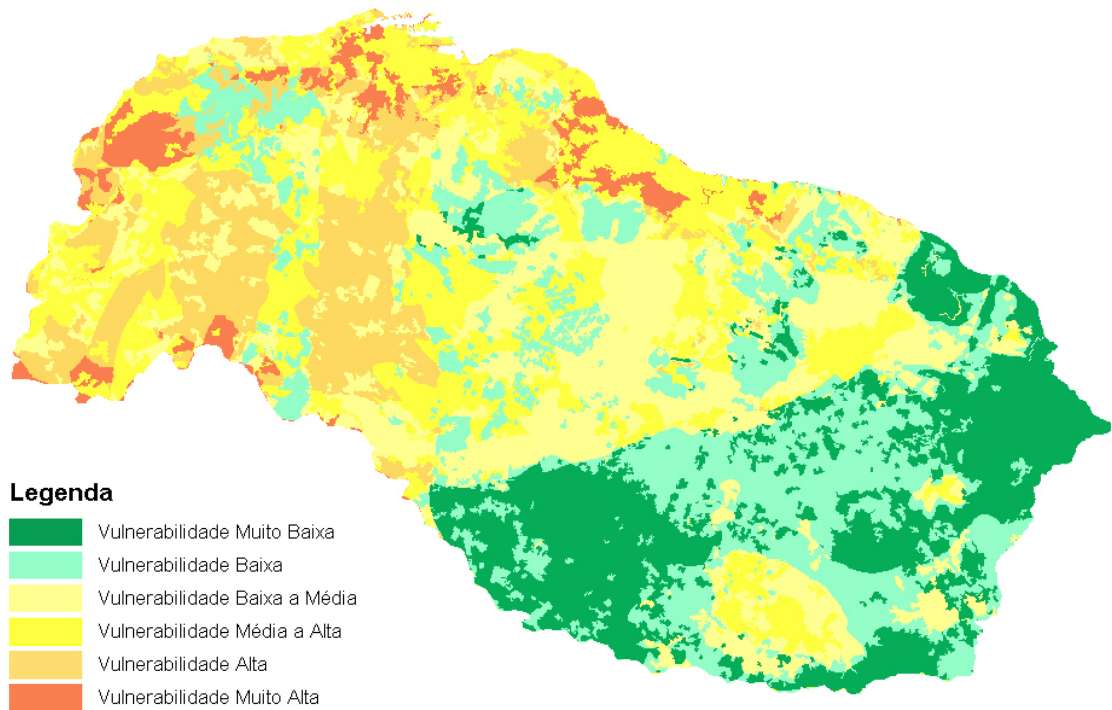 Legenda
Vulnerabilidade Muito Baixa
Vulnerabilidade Baixa
Vulnerabilidade Baixa a Média
Vulnerabilidade Média a Alta
Vulnerabilidade Alta
Vulnerabilidade Muito Alta